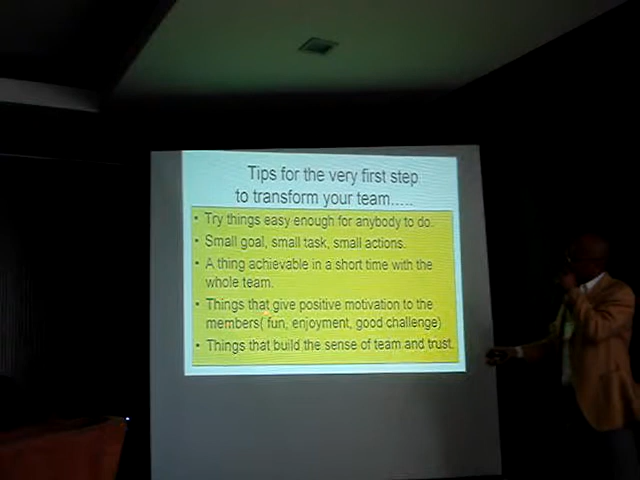 Tips for the very first step
to transform your team.....
• Try things easy enough for anybody to do.
• Small goal, small task, small actions.
• A thing achievable in a short time with the
whole team.
• Things that give positive motivation to the
members( fun, enjoyment, good challenge)
• Things that build the sense of team and trust.